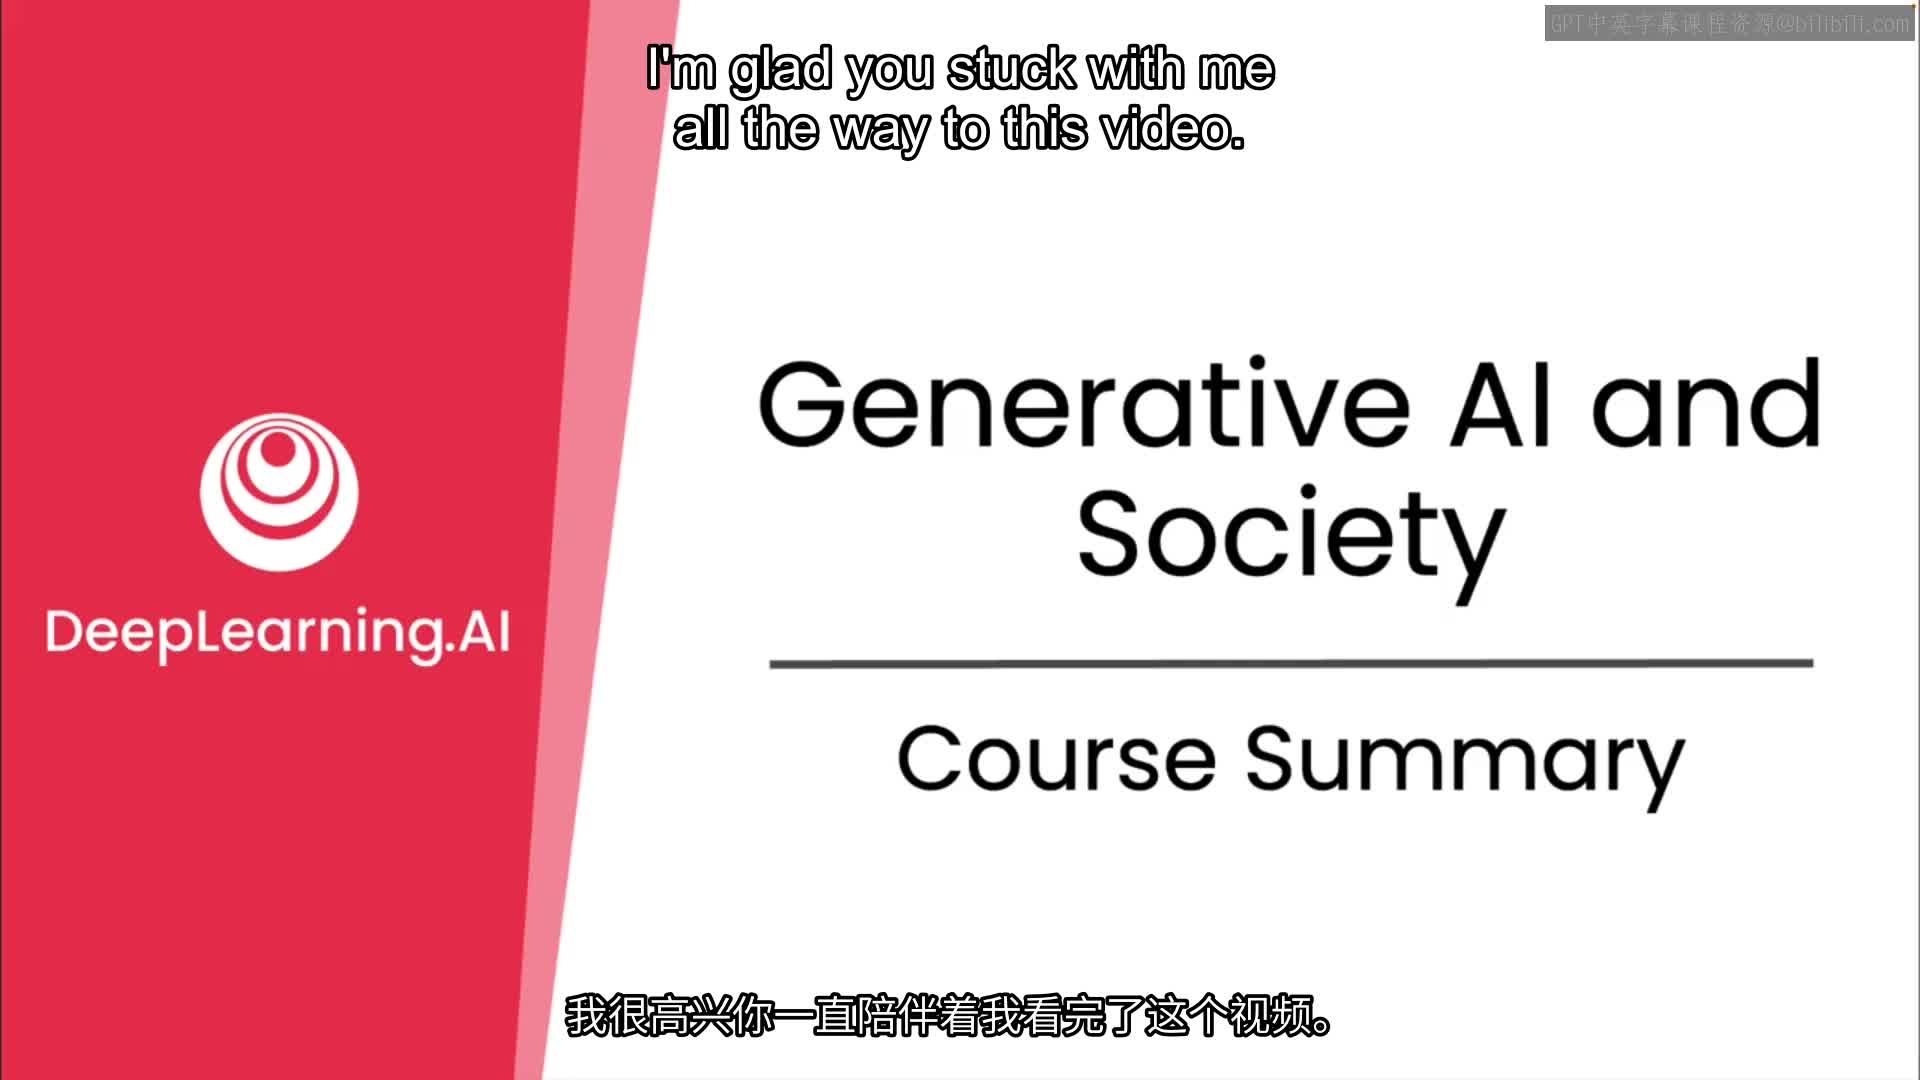 GPT中英字幕课程资源@bilibili.com
I'm glad you stuck with me
all the way to this video.
Generative AI and
Society
DeepLearning.AI
Course Summary
我很高兴你一直陪伴着我看完了这个视频。